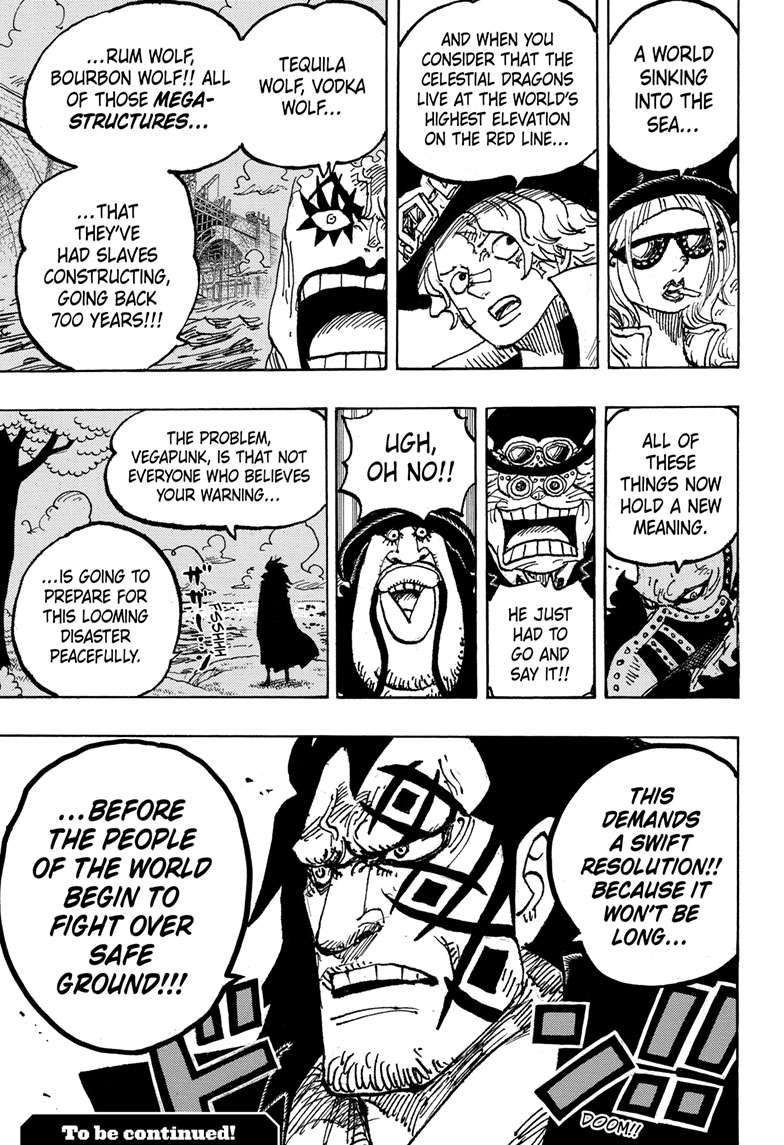 A WORLD
SINKING
INTO THE
SEA...
AND WHEN YOU
CONSIDER THAT THE
CELESTIAL DRAGONS
LIVE AT THE WORLD'S
HIGHEST ELEVATION
ON THE RED LINE...
TEQUILA
WOLF, VODKA
WOLF...
...RUM WOLF,
BOURBON WOLF!! ALL
OF THOSE MEGA-
STRUCTURES...
...THAT
THEY'VE
HAD SLAVES
CONSTRUCTING,
GOING BACK
700 YEARS!!!
ALL OF
THESE
THINGS NOW
HOLD A NEW
MEANING.
HE JUST
HAD TO
GO AND
SAY IT!!
UGH,
OH NO!!
THE PROBLEM,
VEGAPUNK, IS THAT NOT
EVERYONE WHO BELIEVES
YOUR WARNING...
FSSHHH
...IS GOING TO
PREPARE FOR
THIS LOOMING
DISASTER
PEACEFULLY.
THIS
DEMANDS
A SWIFT
RESOLUTION!!
BECAUSE IT
WON'T BE
LONG...
...BEFORE
THE PEOPLE
OF THE WORLD
BEGIN TO
FIGHT OVER
SAFE
GROUND!!!
DOOM!!
To be continued!